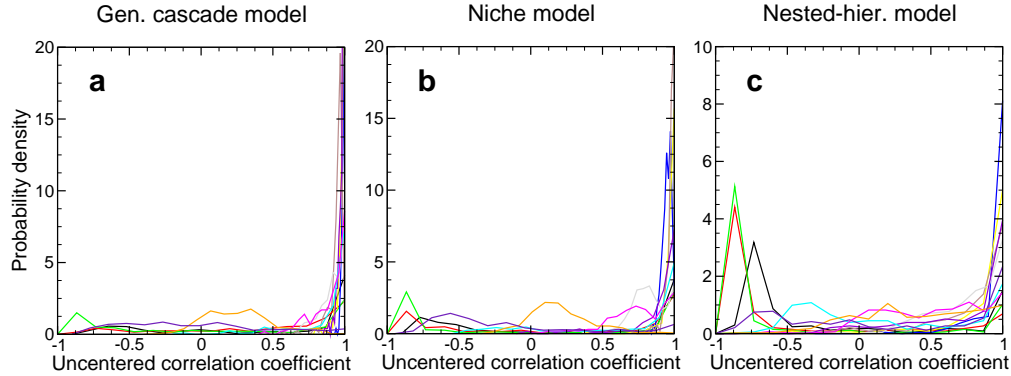 Gen. cascade model Niche model Nested-hier. model
20 20 10
a b c
15 15 8
6
10 10
4
5 5
2
0 0 0
Probability density
-1 -0.5 0 0.5 1 -1 -0.5 0 0.5 1 -1 -0.5 0 0.5 1
Uncentered correlation coefficient Uncentered correlation coefficient Uncentered correlation coefficient